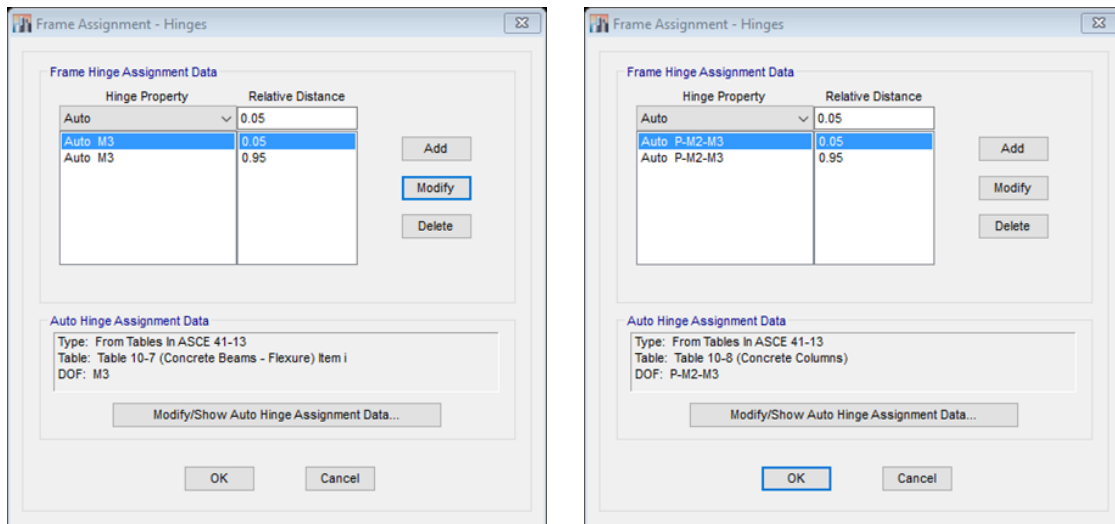 Frame Assignment - Hinges
Frame Hinge Assignment Data
Hinge Property Relative Distance
Auto 0.05
Auto M3 0.05
Auto M3 0.95
Add
Modify
Delete
Auto Hinge Assignment Data
Type: From Tables In ASCE 41-13
Table: Table 10-7 (Concrete Beams - Flexure) Item i
DOF: M3
Modify/Show Auto Hinge Assignment Data...
OK Cancel
Frame Assignment - Hinges
Frame Hinge Assignment Data
Hinge Property Relative Distance
Auto 0.05
Auto P-M2-M3 0.05
Auto P-M2-M3 0.95
Add
Modify
Delete
Auto Hinge Assignment Data
Type: From Tables In ASCE 41-13
Table: Table 10-8 (Concrete Columns)
DOF: P-M2-M3
Modify/Show Auto Hinge Assignment Data...
OK Cancel